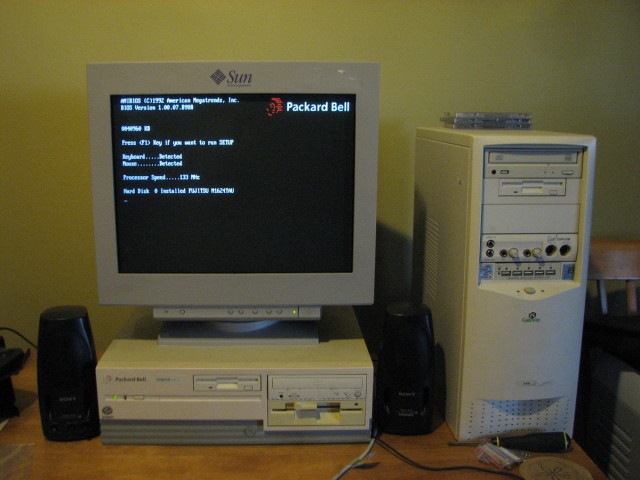 Sun
AMIBIOS (C)1992 American Megatrends, Inc.
BIOS Version 1.00.07.
Packard Bell
0040960 KB
Press <F1> Key if you want to run SETUP
Keyboard.....Detected
Mouse........Detected
Processor Speed.....133 MHz
Hard Disk 0 Installed FUJITSU M1624TAU
Packard Bell
SONY
SONY